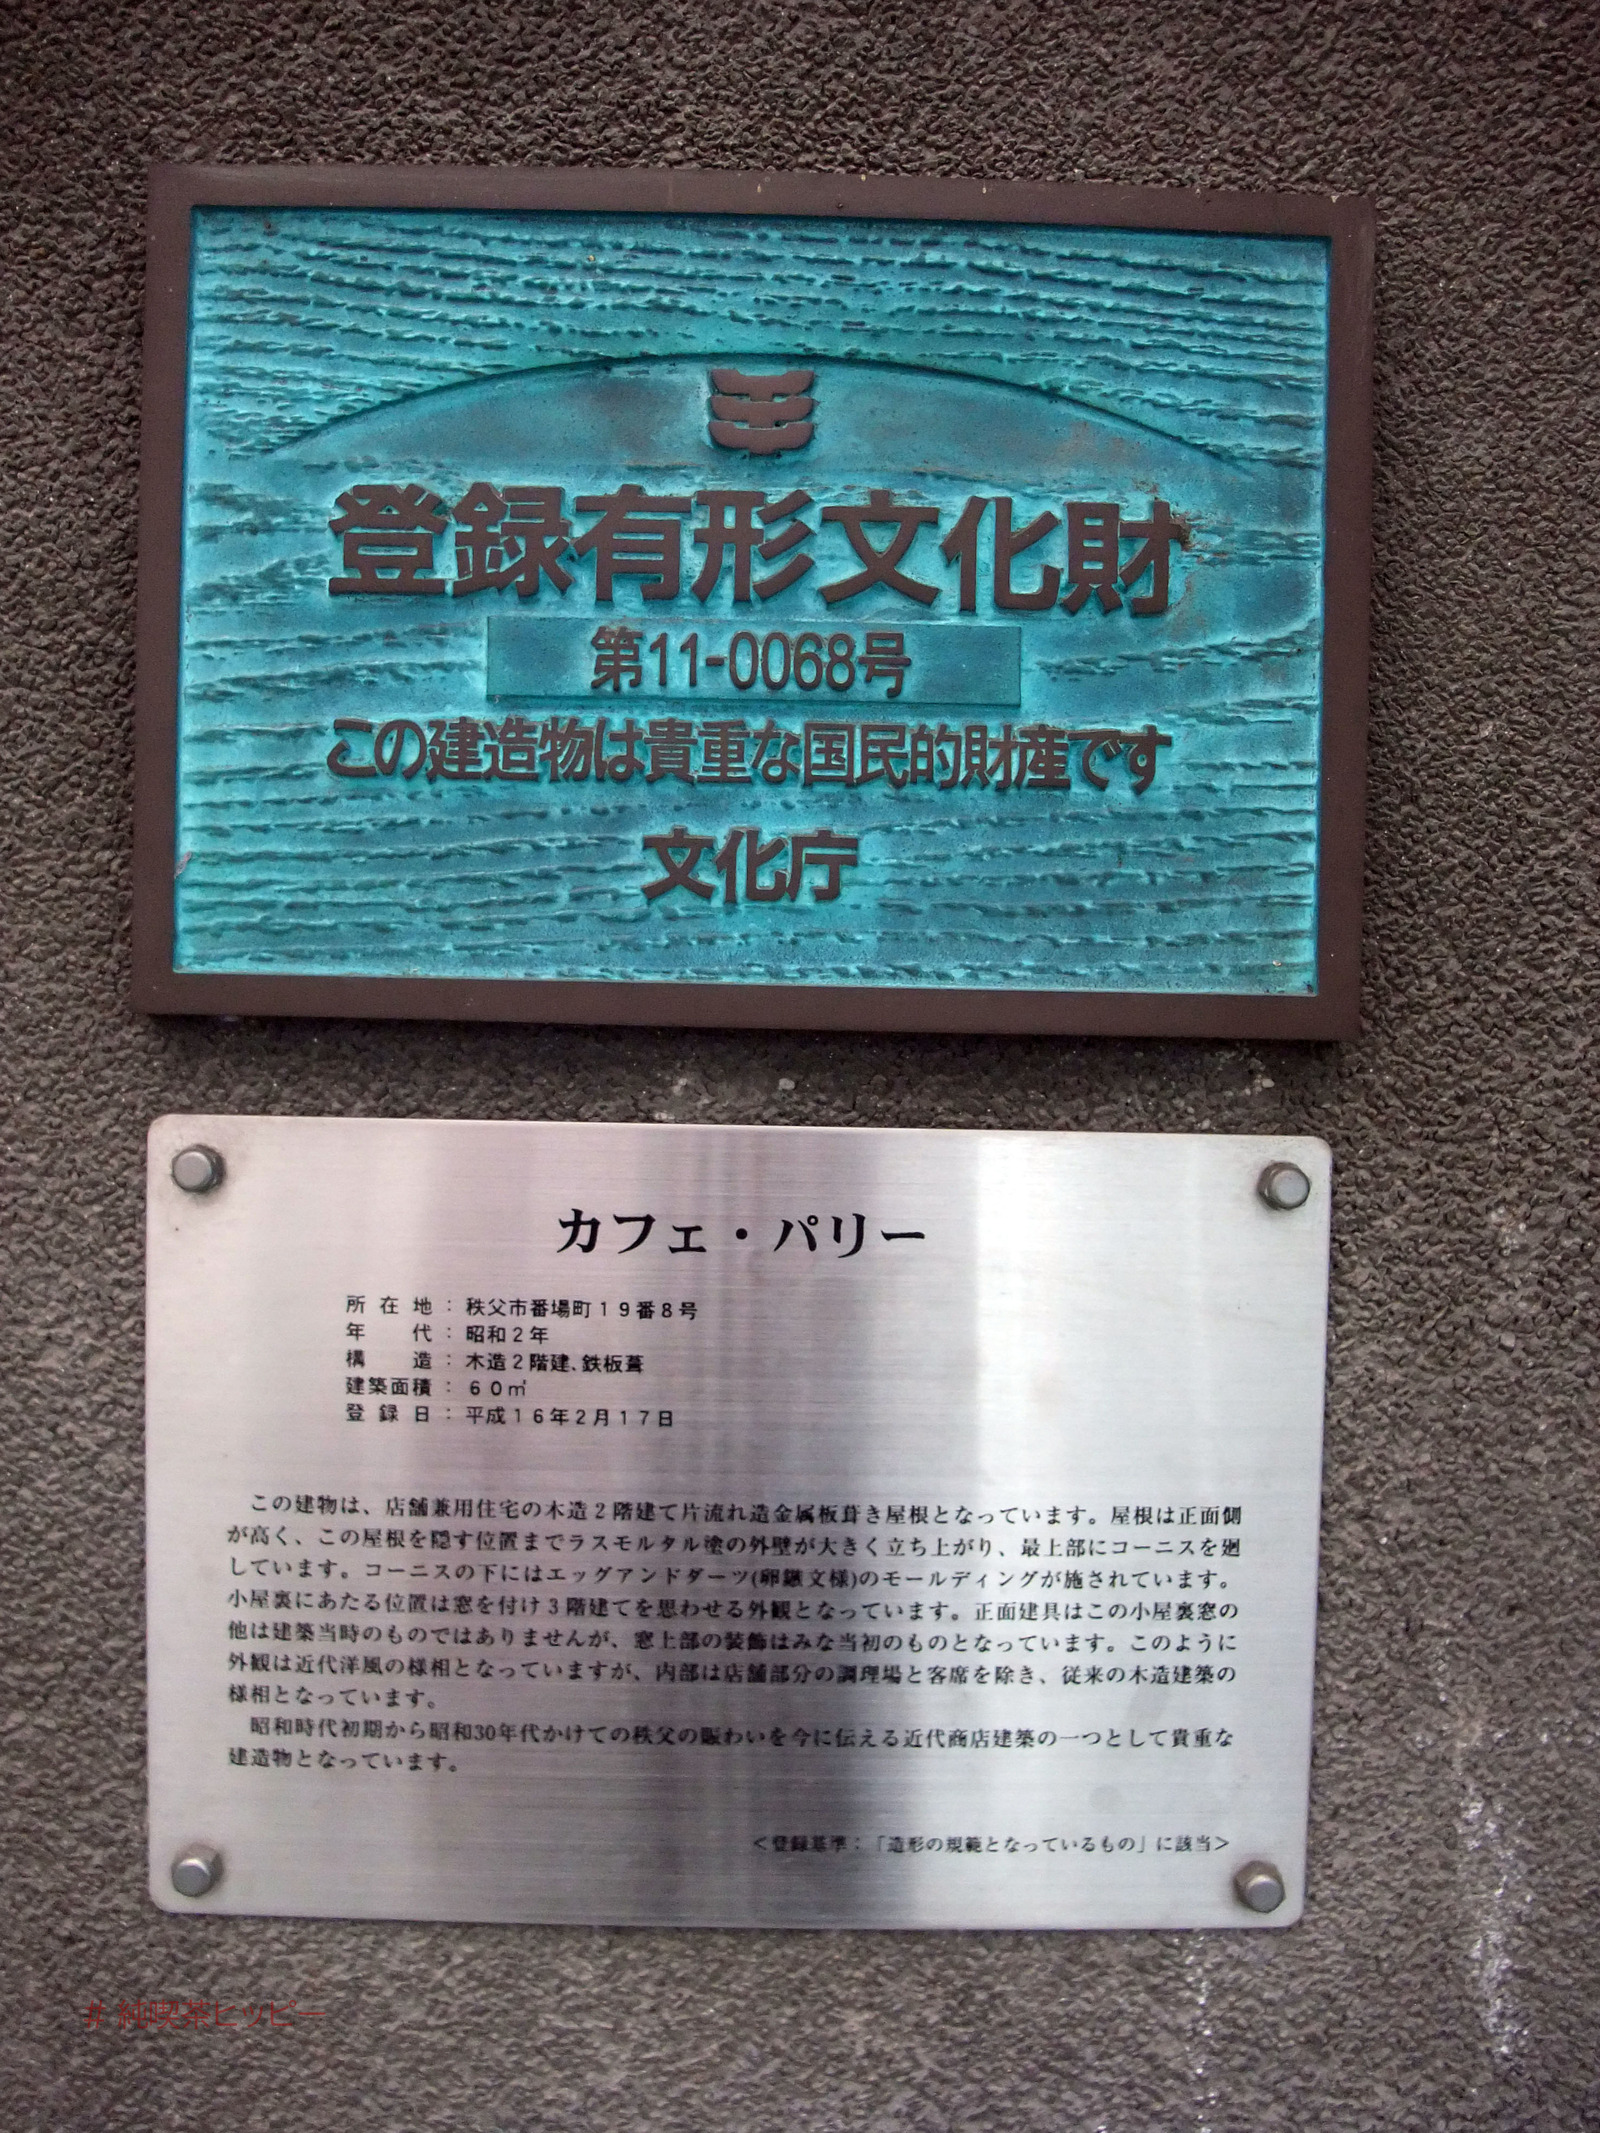 登録有形文化財
第11-0068号
この建造物は貴重な国民的財産です
文化庁
カフェ・パリー
所在地：秩父市番場町１９番８号
年　代：昭和２年
構　造：木造２階建、鉄板葺
建築面積：６０㎡
登録日：平成１６年２月１７日
この建物は、店舗兼用住宅の木造２階建て片流れ造金属板葺き屋根となっています。屋根は正面側
が高く、この屋根を隠す位置までラスモルタル塗の外壁が大きく立ち上がり、最上部にコーニスを廻
しています。コーニスの下にはエッグアンドダーツ(卵鏃文様)のモールディングが施されています。
小屋裏にあたる位置は窓を付け３階建てを思わせる外観となっています。正面建具はこの小屋裏窓の
他は建築当時のものではありませんが、窓上部の装飾はみな当初のものとなっています。このように
外観は近代洋風の様相となっていますが、内部は店舗部分の調理場と客席を除き、従来の木造建築の
様相となっています。
昭和時代初期から昭和30年代かけての秩父の賑わいを今に伝える近代商店建築の一つとして貴重な
建造物となっています。
＜登録基準：「造形の規範となっているもの」に該当＞
# 純喫茶ヒッピー